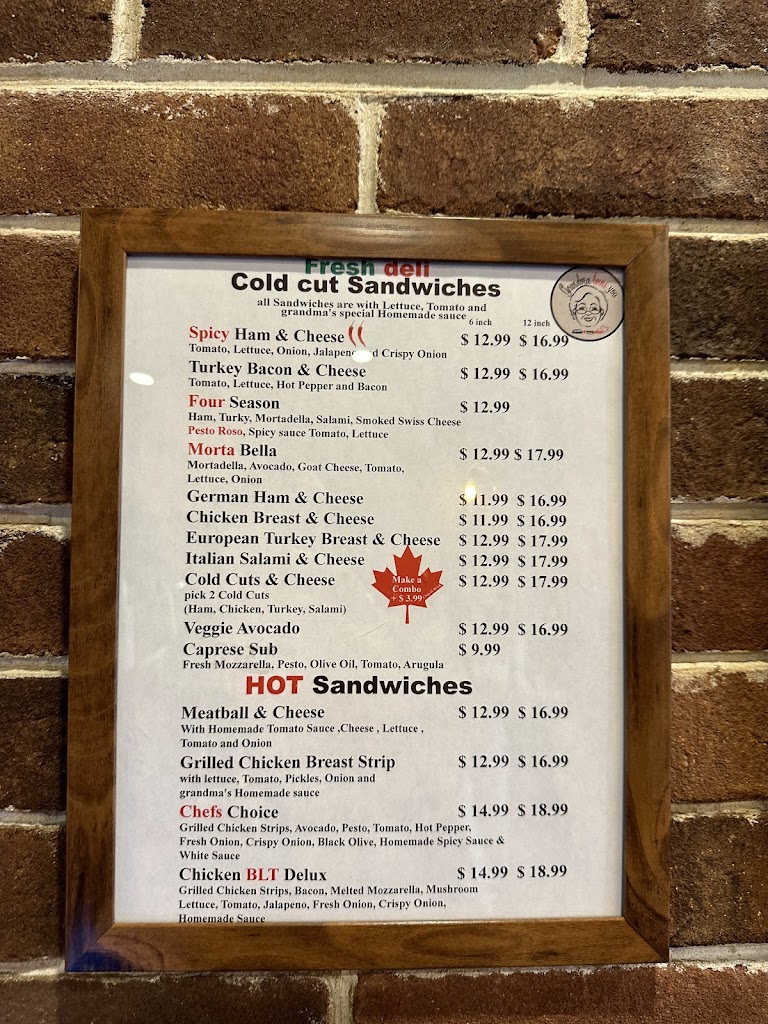 Fresh deli
Cold cut Sandwiches
all Sandwiches are with Lettuce, Tomato and
grandma's special Homemade sauce
6 inch 12 inch
Grandma loves you
Spicy Ham & Cheese $ 12.99 $ 16.99
Tomato, Lettuce, Onion, Jalapeno and Crispy Onion
Turkey Bacon & Cheese $ 12.99 $ 16.99
Tomato, Lettuce, Hot Pepper and Bacon
Four Season $ 12.99
Ham, Turky, Mortadella, Salami, Smoked Swiss Cheese
Pesto Roso, Spicy sauce Tomato, Lettuce
Morta Bella $ 12.99 $ 17.99
Mortadella, Avocado, Goat Cheese, Tomato,
Lettuce, Onion
German Ham & Cheese $ 11.99 $ 16.99
Chicken Breast & Cheese $ 11.99 $ 16.99
European Turkey Breast & Cheese $ 12.99 $ 17.99
Italian Salami & Cheese $ 12.99 $ 17.99
Cold Cuts & Cheese $ 12.99 $ 17.99
pick 2 Cold Cuts
(Ham, Chicken, Turkey, Salami)
Make a
Combo
+ $ 3.99
Veggie Avocado $ 12.99 $ 16.99
Caprese Sub $ 9.99
Fresh Mozzarella, Pesto, Olive Oil, Tomato, Arugula
HOT Sandwiches
Meatball & Cheese $ 12.99 $ 16.99
With Homemade Tomato Sauce ,Cheese , Lettuce ,
Tomato and Onion
Grilled Chicken Breast Strip $ 12.99 $ 16.99
with lettuce, Tomato, Pickles, Onion and
grandma's Homemade sauce
Chefs Choice $ 14.99 $ 18.99
Grilled Chicken Strips, Avocado, Pesto, Tomato, Hot Pepper,
Fresh Onion, Crispy Onion, Black Olive, Homemade Spicy Sauce &
White Sauce
Chicken BLT Delux $ 14.99 $ 18.99
Grilled Chicken Strips, Bacon, Melted Mozzarella, Mushroom
Lettuce, Tomato, Jalapeno, Fresh Onion, Crispy Onion,
Homemade Sauce